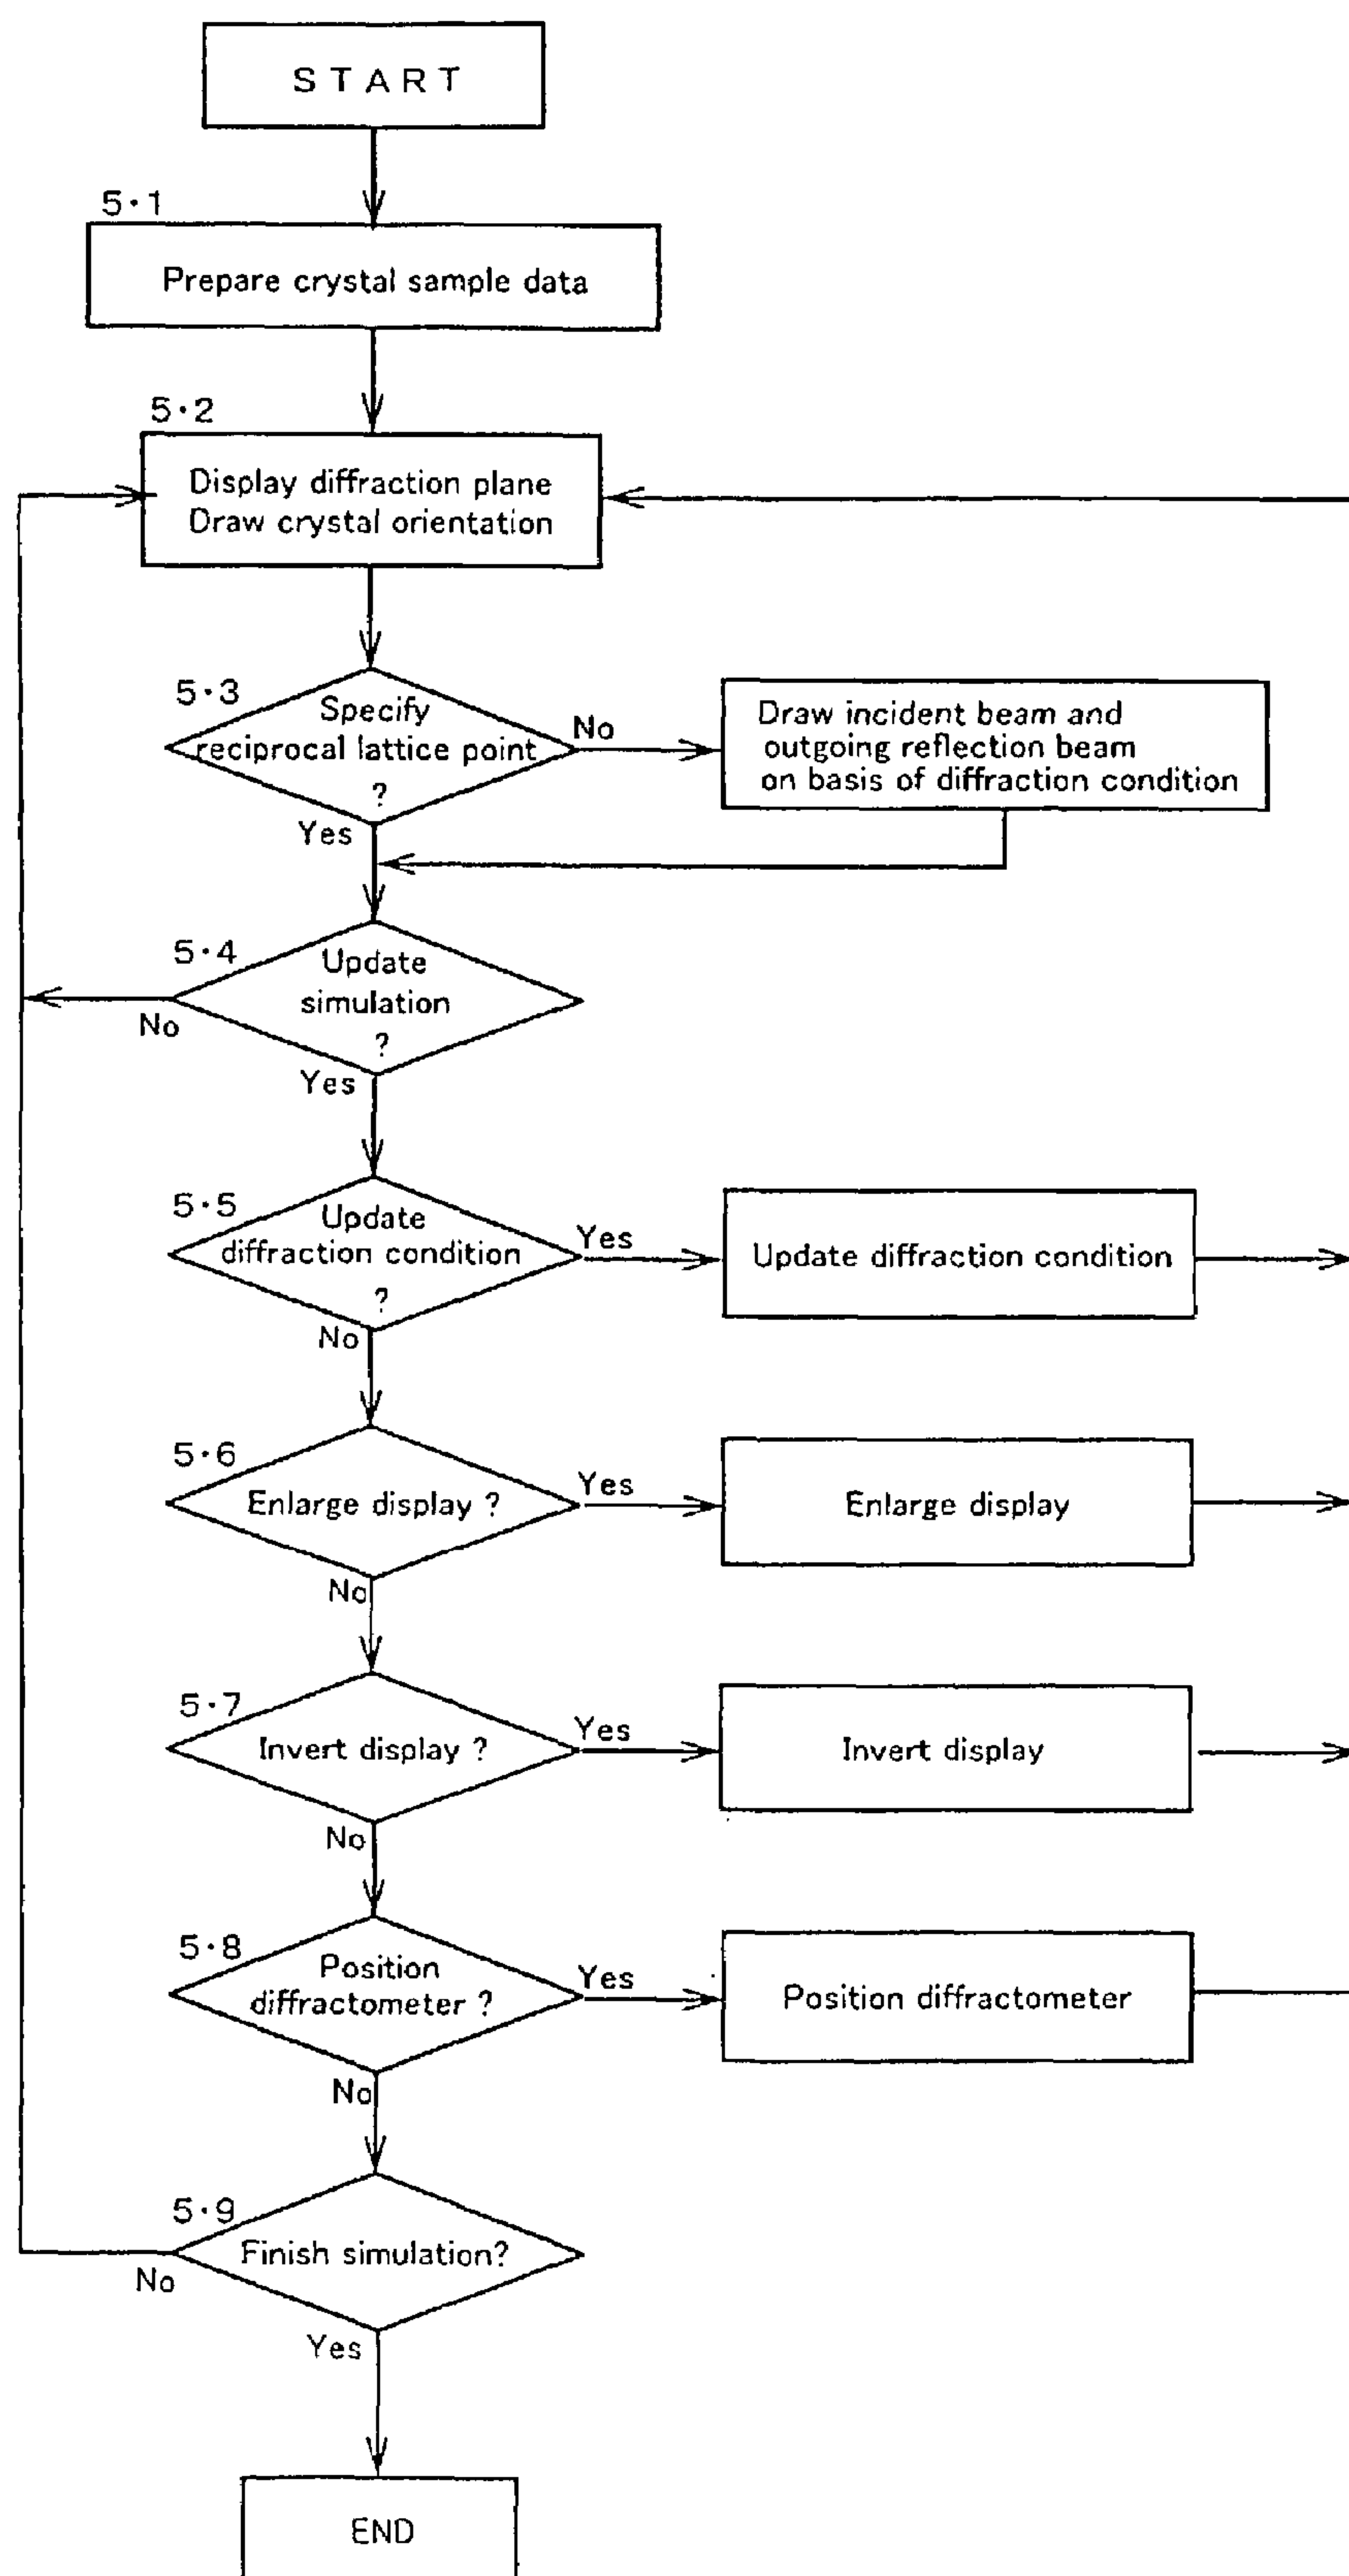 START
5·1
Prepare crystal sample data
5·2
Display diffraction plane
Draw crystal orientation
5·3
Specify
reciprocal lattice point
?
No
Yes
Draw incident beam and
outgoing reflection beam
on basis of diffraction condition
5·4
Update
simulation
?
No
Yes
5·5
Update
diffraction condition
?
Yes
No
Update diffraction condition
5·6
Enlarge display ?
Yes
No
Enlarge display
5·7
Invert display ?
Yes
No
Invert display
5·8
Position
diffractometer ?
Yes
No
Position diffractometer
5·9
Finish simulation?
No
Yes
END